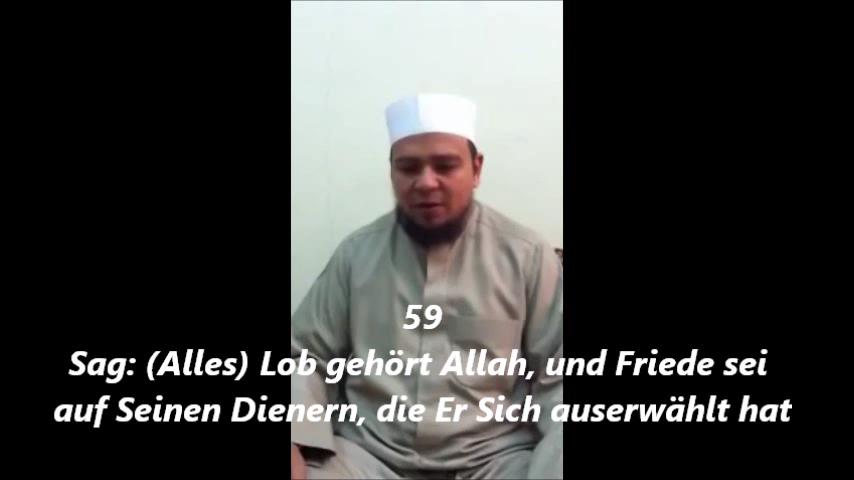 59
Sag: (Alles) Lob gehört Allah, und Friede sei
auf Seinen Dienern, die Er Sich auserwählt hat